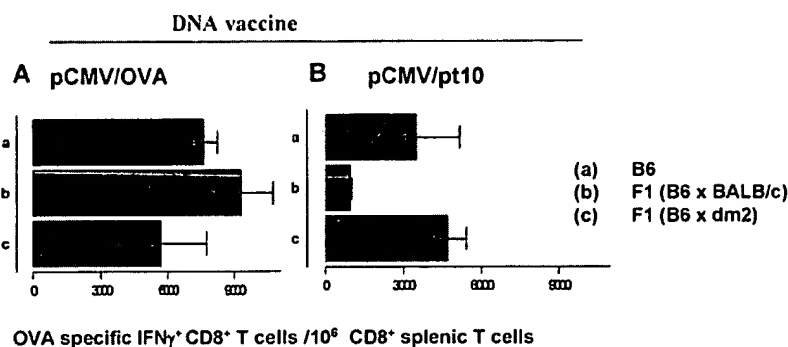 DNA vaccine
A pCMV/OVA
B pCMV/pt10
a
b
c
0 3000 6000 9000
a
b
c
0 3000 6000 9000
(a) B6
(b) F1 (B6 x BALB/c)
(c) F1 (B6 x dm2)
OVA specific IFNγ⁺ CD8⁺ T cells /10⁶ CD8⁺ splenic T cells